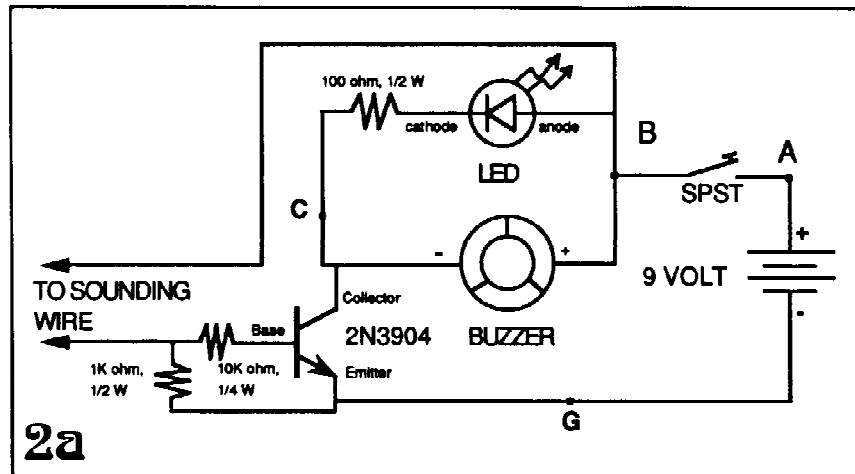 100 ohm, 1/2 W
cathode
anode
LED
B
A
SPST
C
+
-
+
9 VOLT
-
TO SOUNDING
WIRE
Collector
Base
2N3904
BUZZER
Emitter
1K ohm,
1/2 W
10K ohm,
1/4 W
G
2a